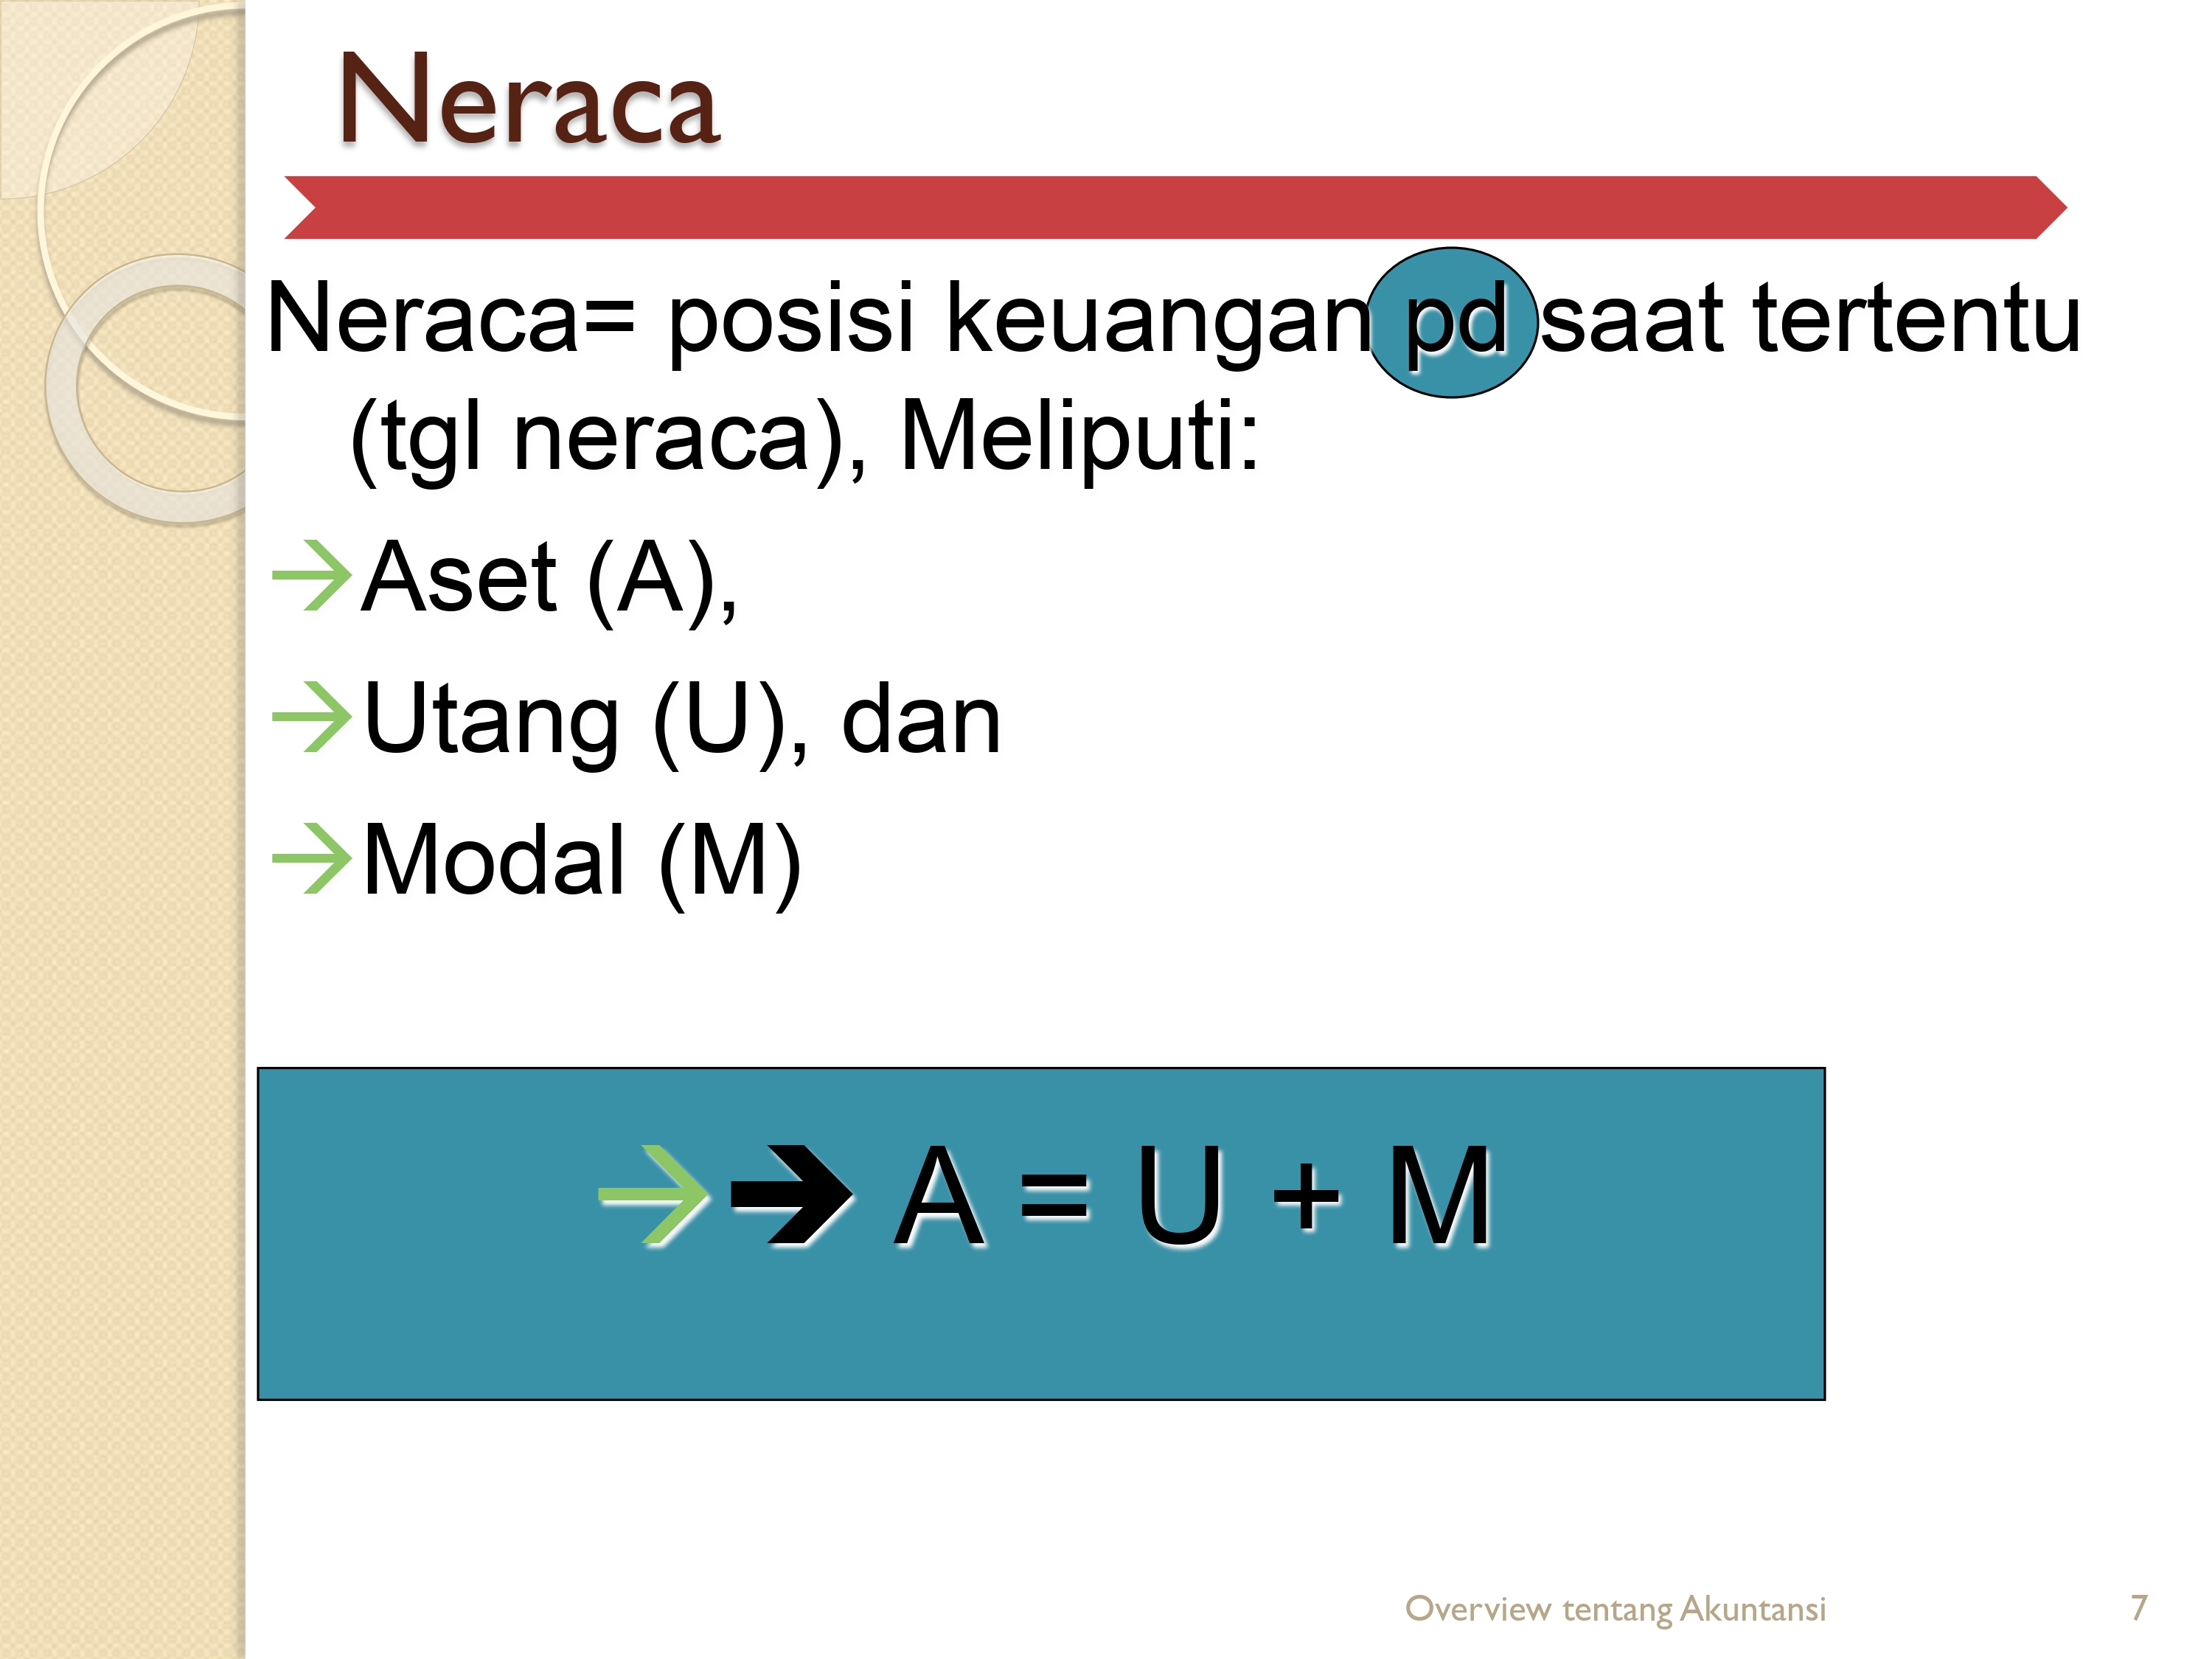 Neraca
Neraca= posisi keuangan pd saat tertentu
(tgl neraca), Meliputi:
→Aset (A),
→Utang (U), dan
→Modal (M)
→➔ A = U + M
Overview tentang Akuntansi 7